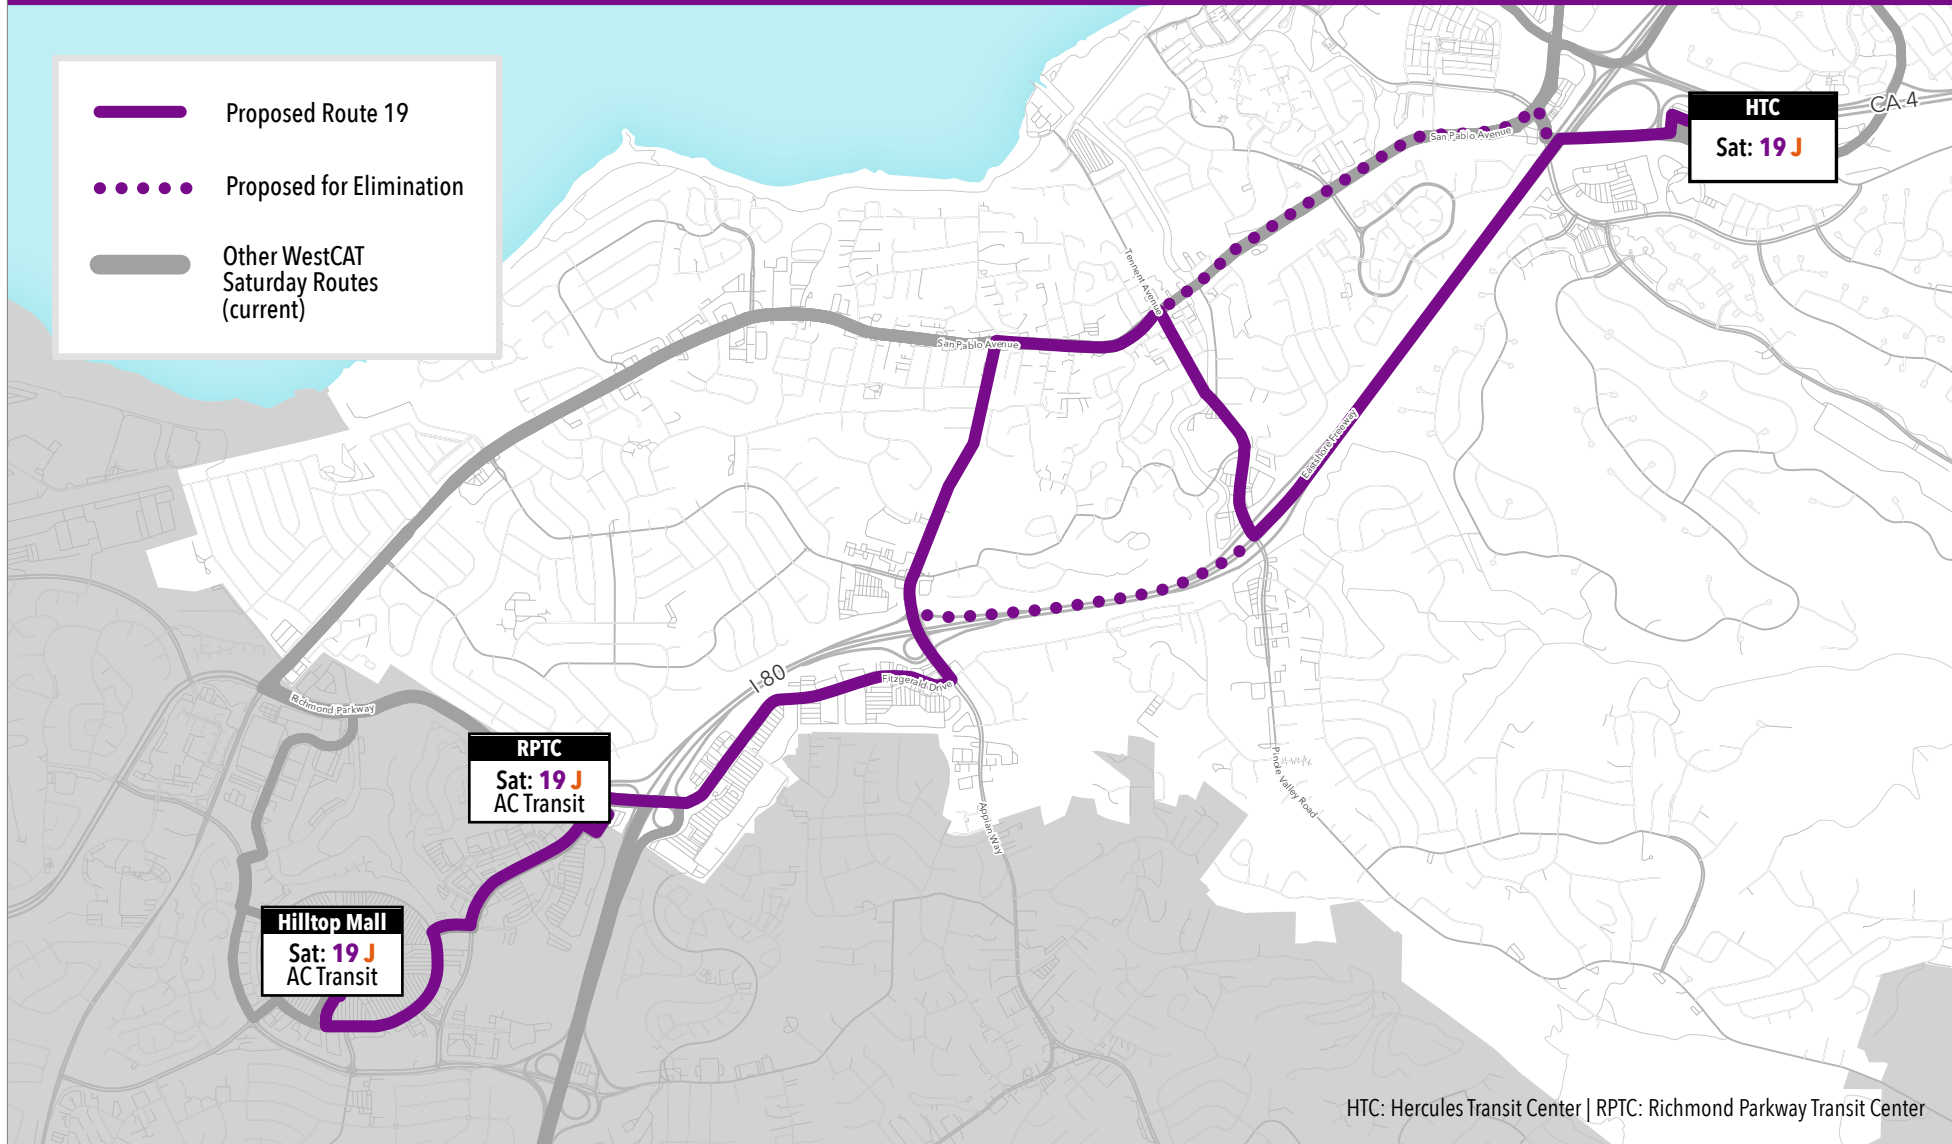 Proposed Route 19
Proposed for Elimination
Other WestCAT
Saturday Routes
(current)
HTC
Sat: 19 J
CA 4
San Pablo Avenue
Tennent Avenue
San Pablo Avenue
Eastshore Freeway
I-80
Fitzgerald Drive
Richmond Parkway
RPTC
Sat: 19 J
AC Transit
Pinole Valley Road
Appian Way
Hilltop Mall
Sat: 19 J
AC Transit
HTC: Hercules Transit Center | RPTC: Richmond Parkway Transit Center